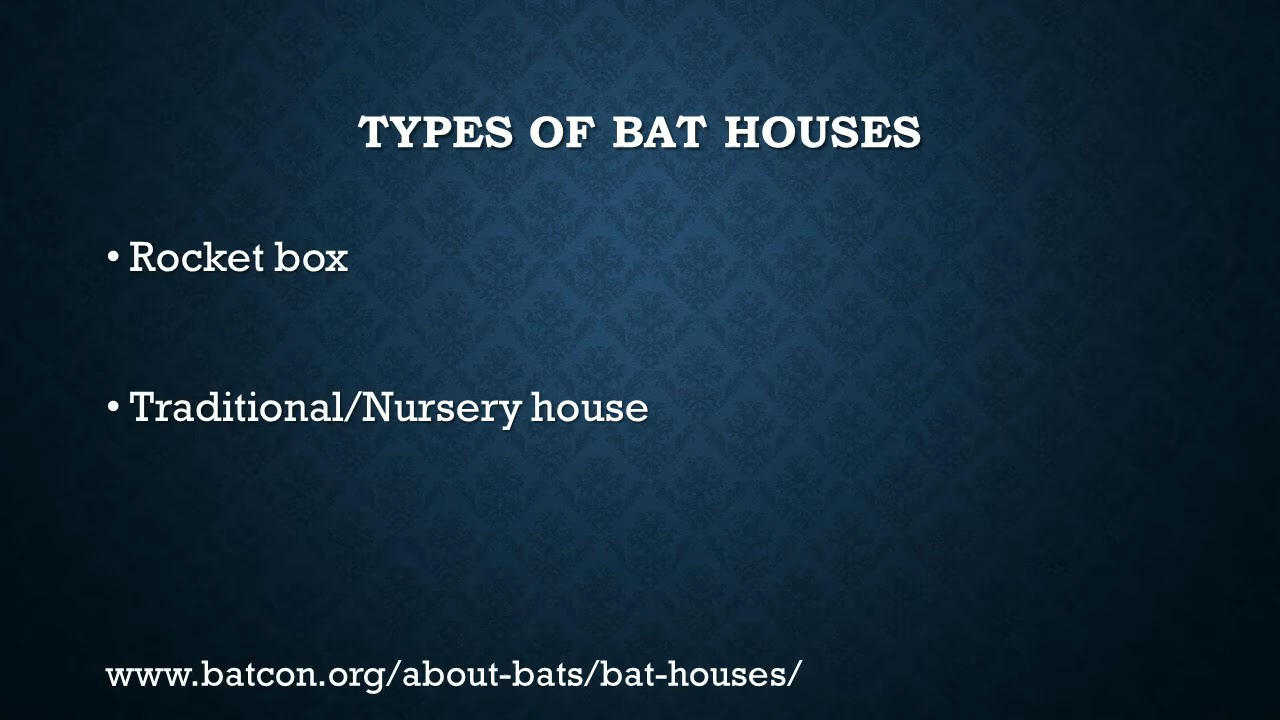 TYPES OF BAT HOUSES
• Rocket box
• Traditional/Nursery house
www.batcon.org/about-bats/bat-houses/